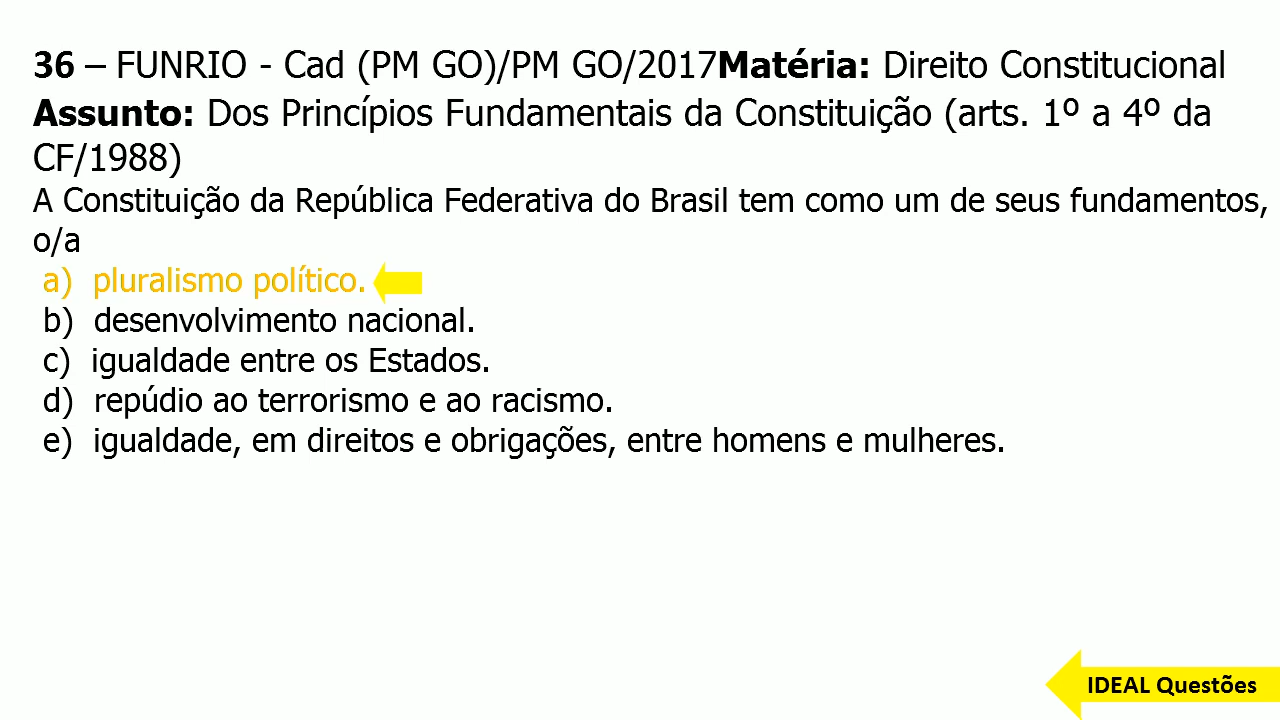 36 – FUNRIO - Cad (PM GO)/PM GO/2017Matéria: Direito Constitucional
Assunto: Dos Princípios Fundamentais da Constituição (arts. 1º a 4º da
CF/1988)
A Constituição da República Federativa do Brasil tem como um de seus fundamentos,
o/a
a) pluralismo político.
b) desenvolvimento nacional.
c) igualdade entre os Estados.
d) repúdio ao terrorismo e ao racismo.
e) igualdade, em direitos e obrigações, entre homens e mulheres.
IDEAL Questões